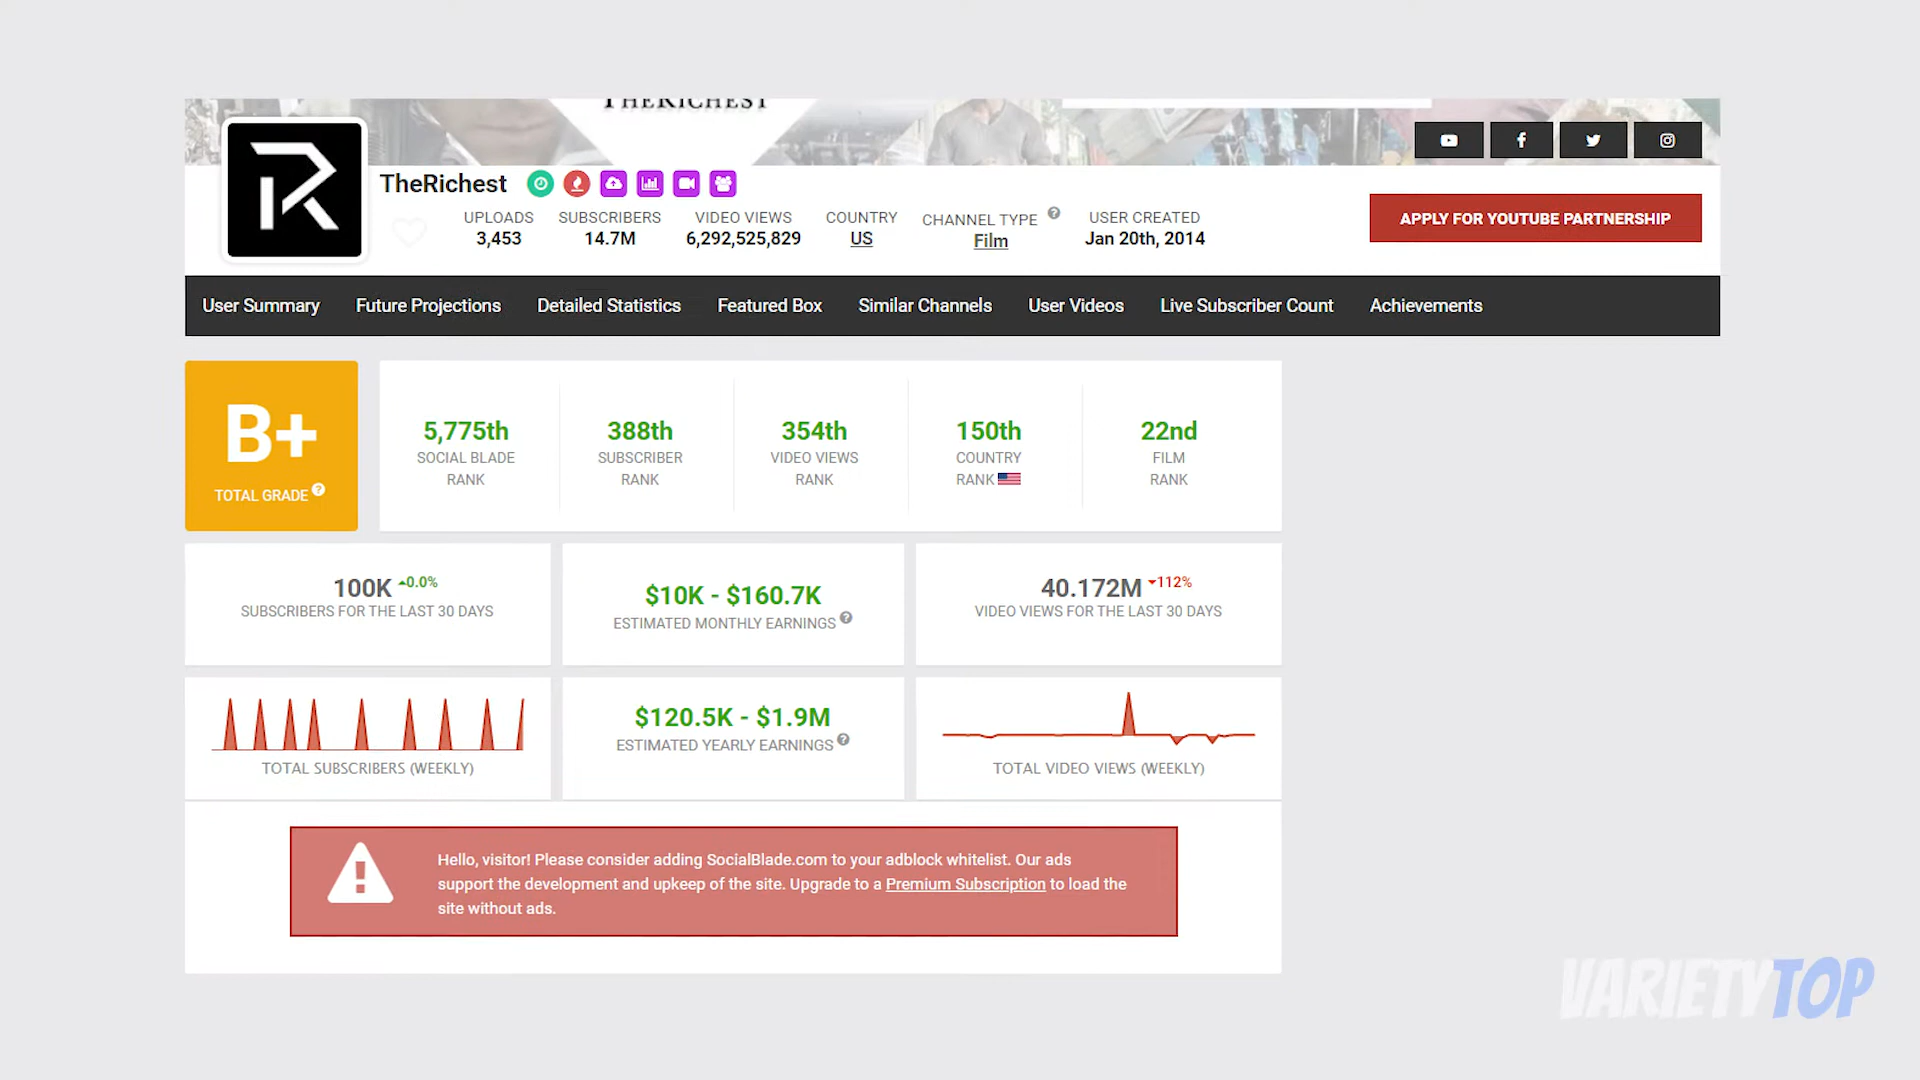 THERICHEST
TheRichest
UPLOADS SUBSCRIBERS VIDEO VIEWS COUNTRY CHANNEL TYPE USER CREATED
3,453 14.7M 6,292,525,829 US Film Jan 20th, 2014
APPLY FOR YOUTUBE PARTNERSHIP
User Summary Future Projections Detailed Statistics Featured Box Similar Channels User Videos Live Subscriber Count Achievements
B+
TOTAL GRADE
5,775th
SOCIAL BLADE
RANK
388th
SUBSCRIBER
RANK
354th
VIDEO VIEWS
RANK
150th
COUNTRY
RANK
22nd
FILM
RANK
100K 0.0%
SUBSCRIBERS FOR THE LAST 30 DAYS
$10K - $160.7K
ESTIMATED MONTHLY EARNINGS
40.172M 112%
VIDEO VIEWS FOR THE LAST 30 DAYS
TOTAL SUBSCRIBERS (WEEKLY)
$120.5K - $1.9M
ESTIMATED YEARLY EARNINGS
TOTAL VIDEO VIEWS (WEEKLY)
Hello, visitor! Please consider adding SocialBlade.com to your adblock whitelist. Our ads
support the development and upkeep of the site. Upgrade to a Premium Subscription to load the
site without ads.
VARIETYTOP